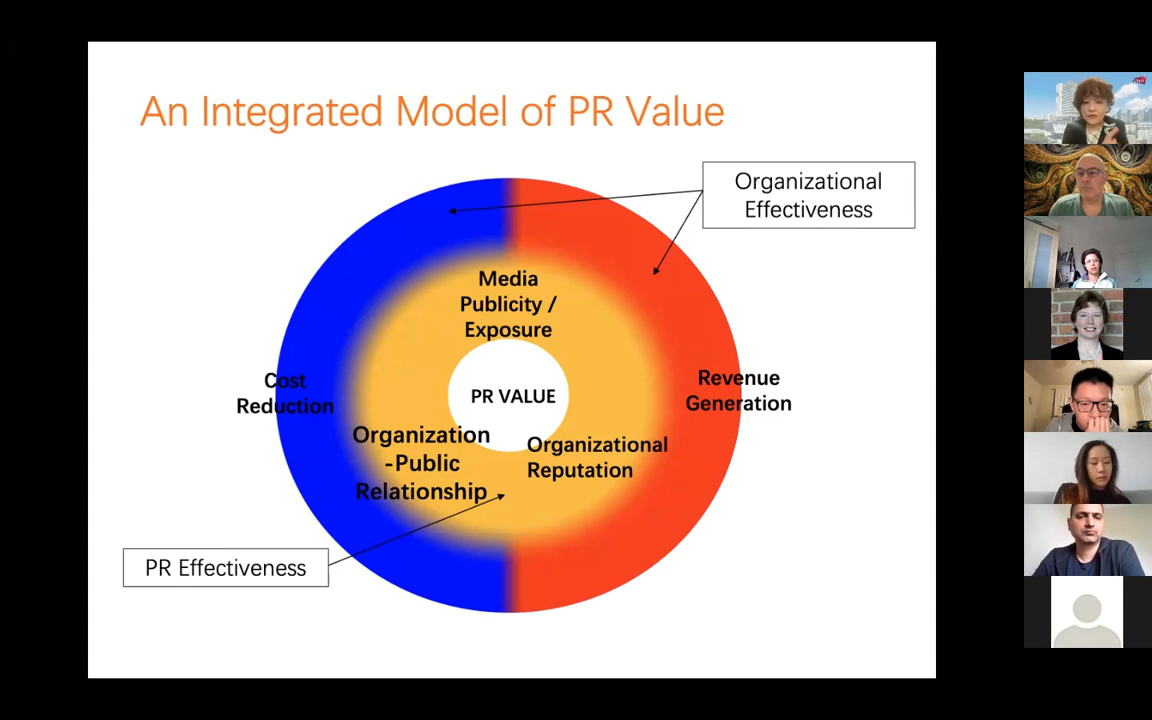 An Integrated Model of PR Value
Organizational
Effectiveness
Media
Publicity /
Exposure
Cost
Reduction
PR VALUE
Revenue
Generation
Organization
-Public
Relationship
Organizational
Reputation
PR Effectiveness